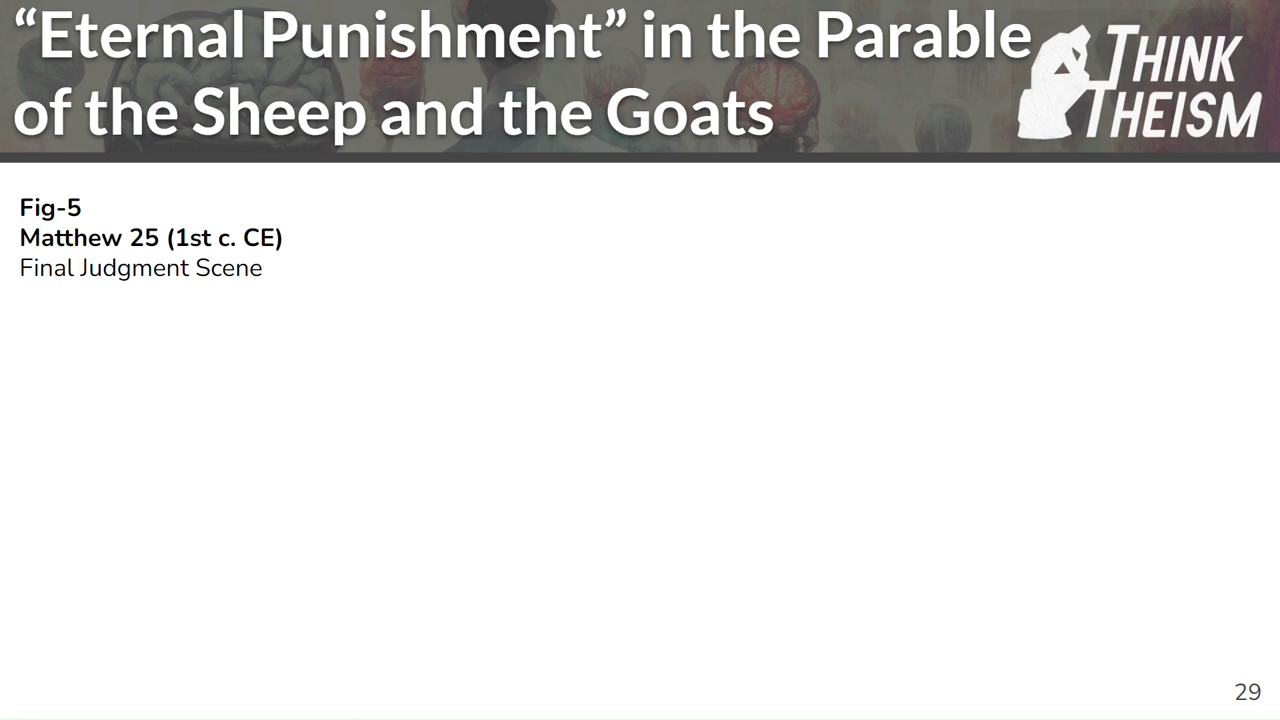 “Eternal Punishment” in the Parable
of the Sheep and the Goats
THINK
THEISM
Fig-5
Matthew 25 (1st c. CE)
Final Judgment Scene
29